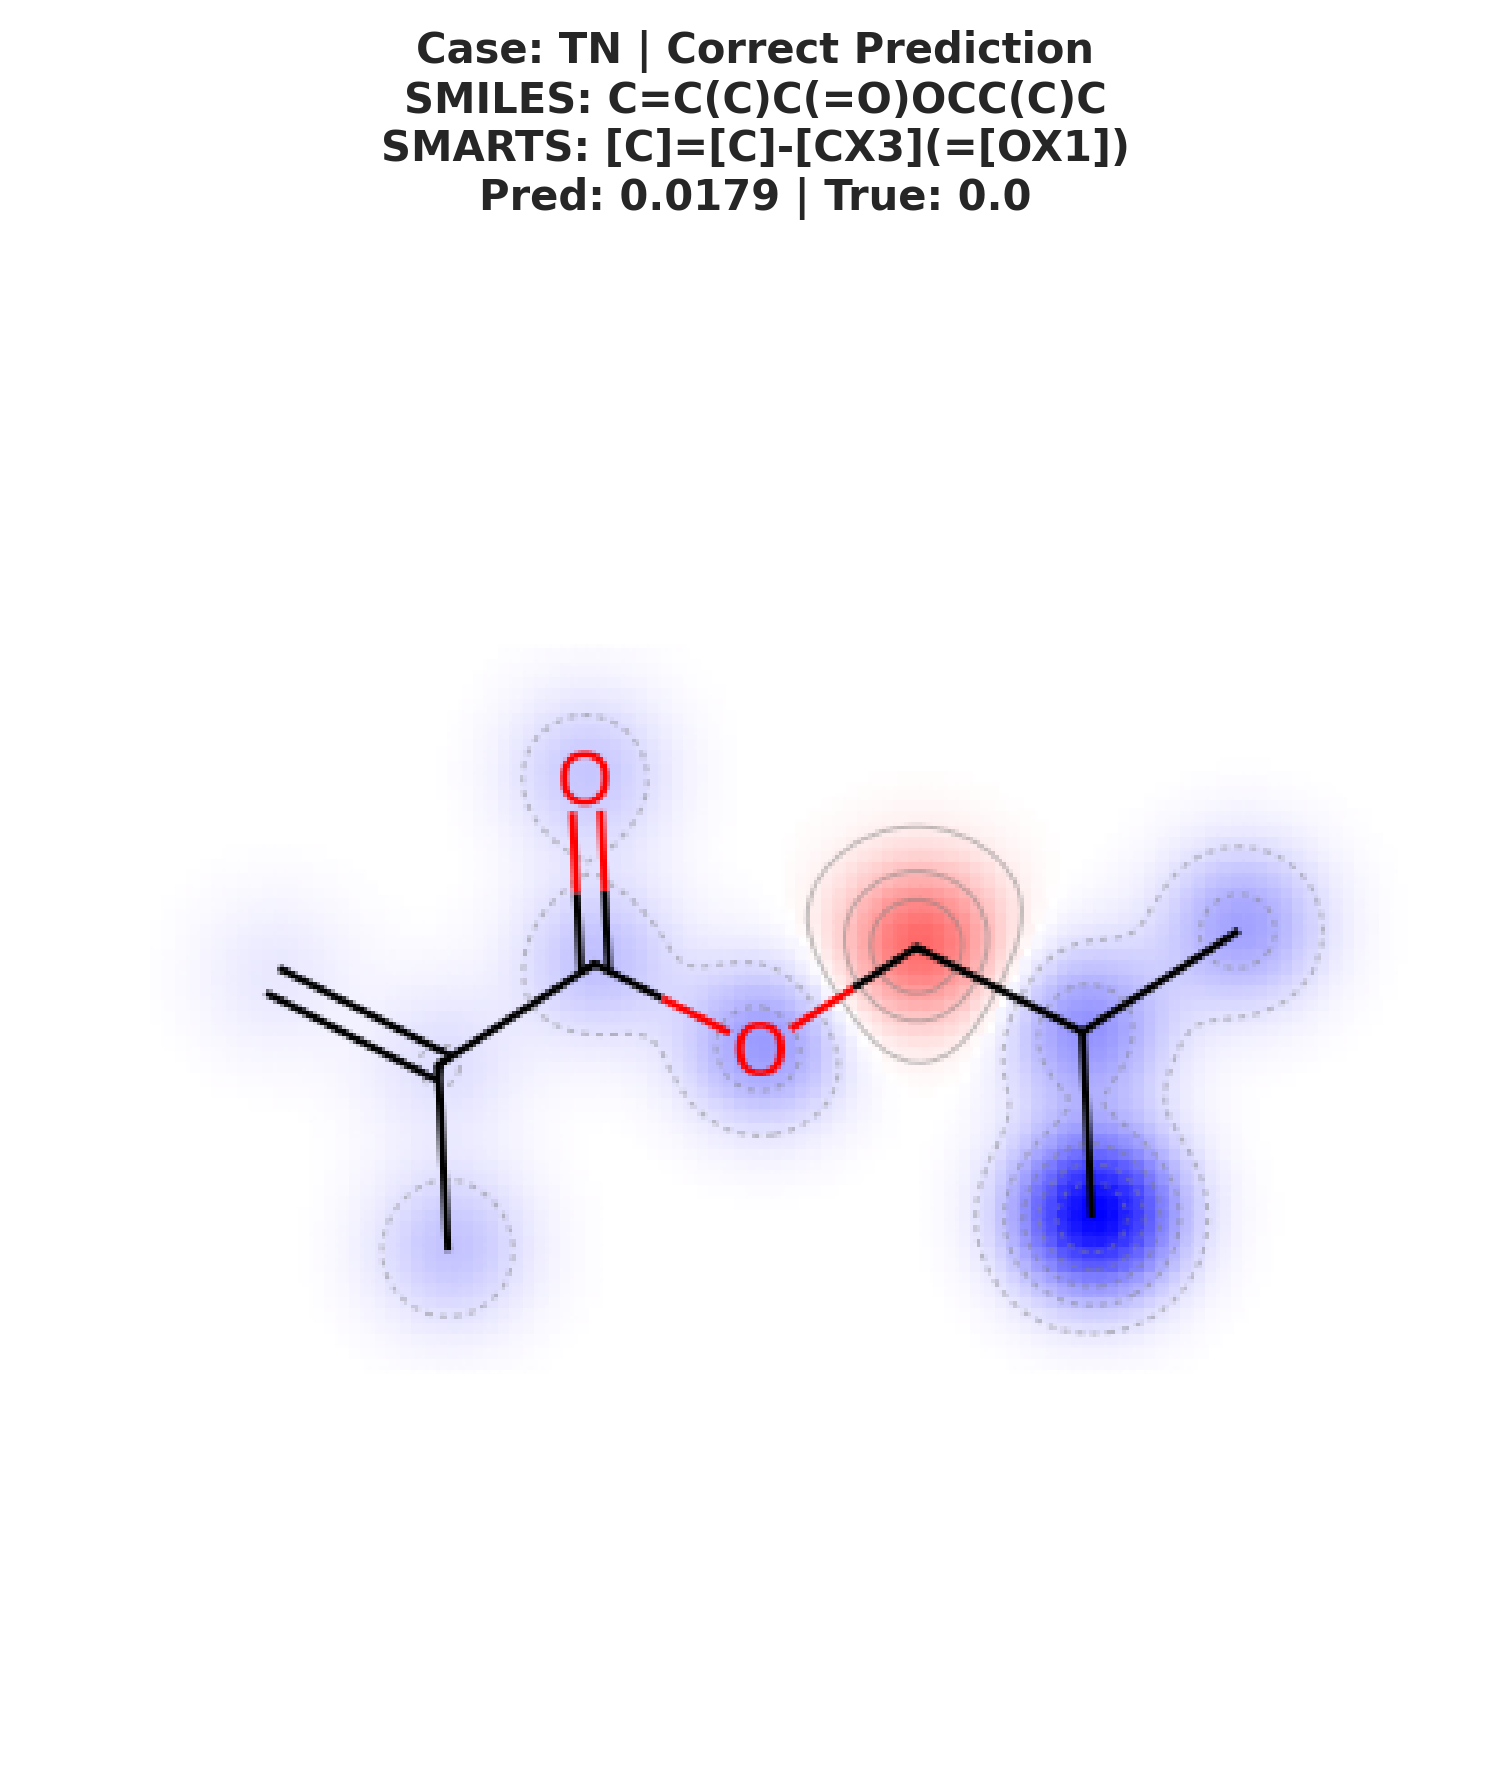 Case: TN | Correct Prediction
SMILES: C=C(C)C(=O)OCC(C)C
SMARTS: [C]=[C]-[CX3](=[OX1])
Pred: 0.0179 | True: 0.0
O
O